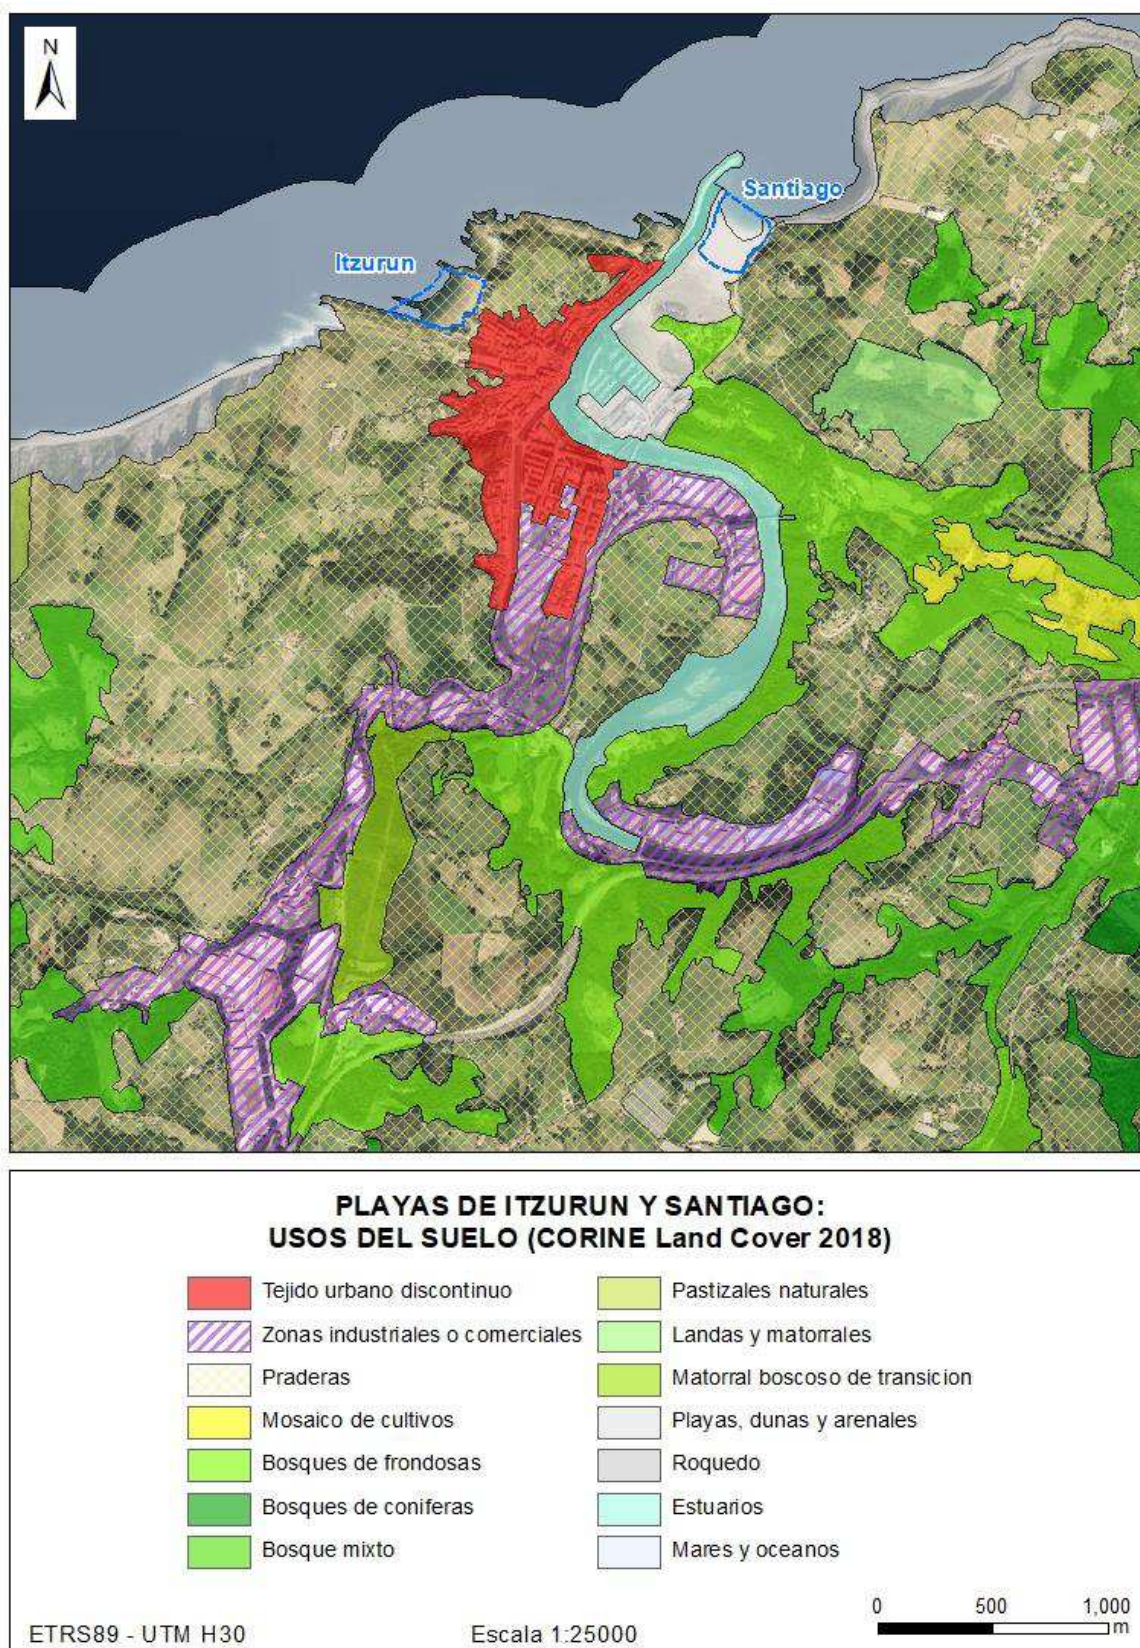 N
Santiago
Itzurun
PLAYAS DE ITZURUN Y SANTIAGO:
USOS DEL SUELO (CORINE Land Cover 2018)
Tejido urbano discontinuo
Zonas industriales o comerciales
Praderas
Mosaico de cultivos
Bosques de frondosas
Bosques de coniferas
Bosque mixto
Pastizales naturales
Landas y matorrales
Matorral boscoso de transicion
Playas, dunas y arenales
Roquedo
Estuarios
Mares y oceanos
0 500 1,000
m
ETRS89 - UTM H30 Escala 1:25000